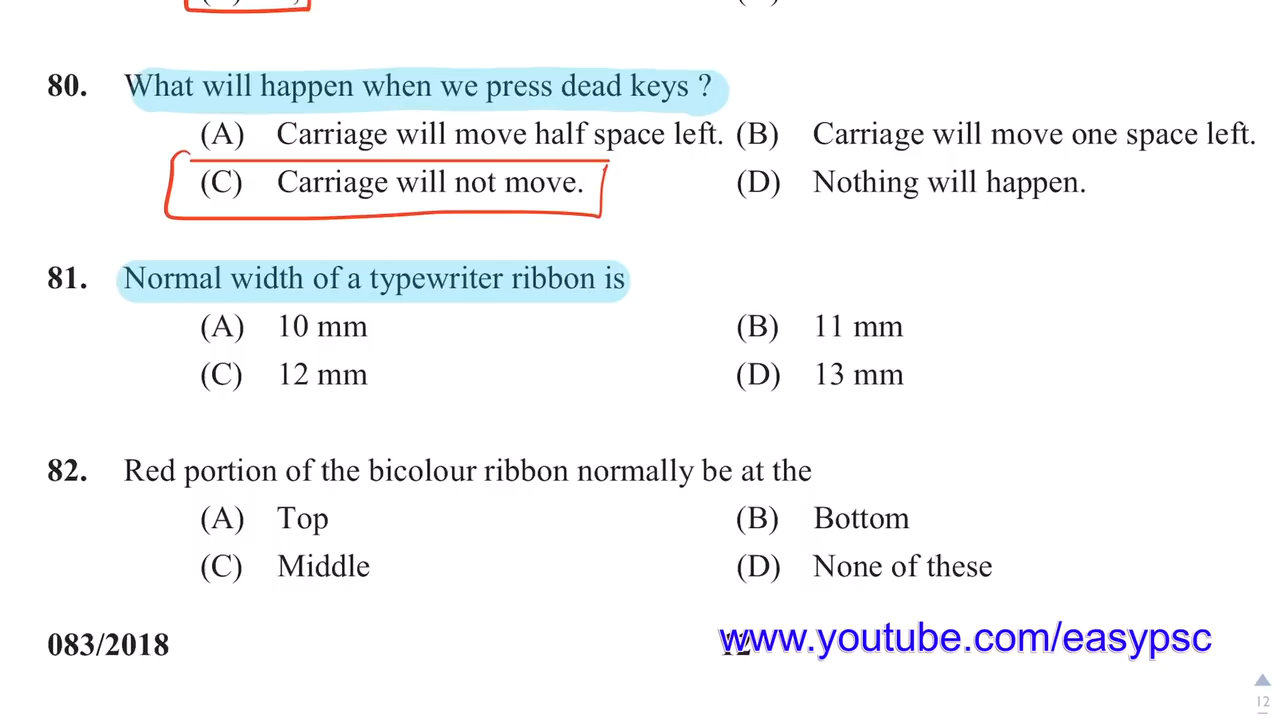 80. What will happen when we press dead keys ?
(A) Carriage will move half space left. (B) Carriage will move one space left.
(C) Carriage will not move. (D) Nothing will happen.
81. Normal width of a typewriter ribbon is
(A) 10 mm (B) 11 mm
(C) 12 mm (D) 13 mm
82. Red portion of the bicolour ribbon normally be at the
(A) Top (B) Bottom
(C) Middle (D) None of these
083/2018 12 www.youtube.com/easypsc
12